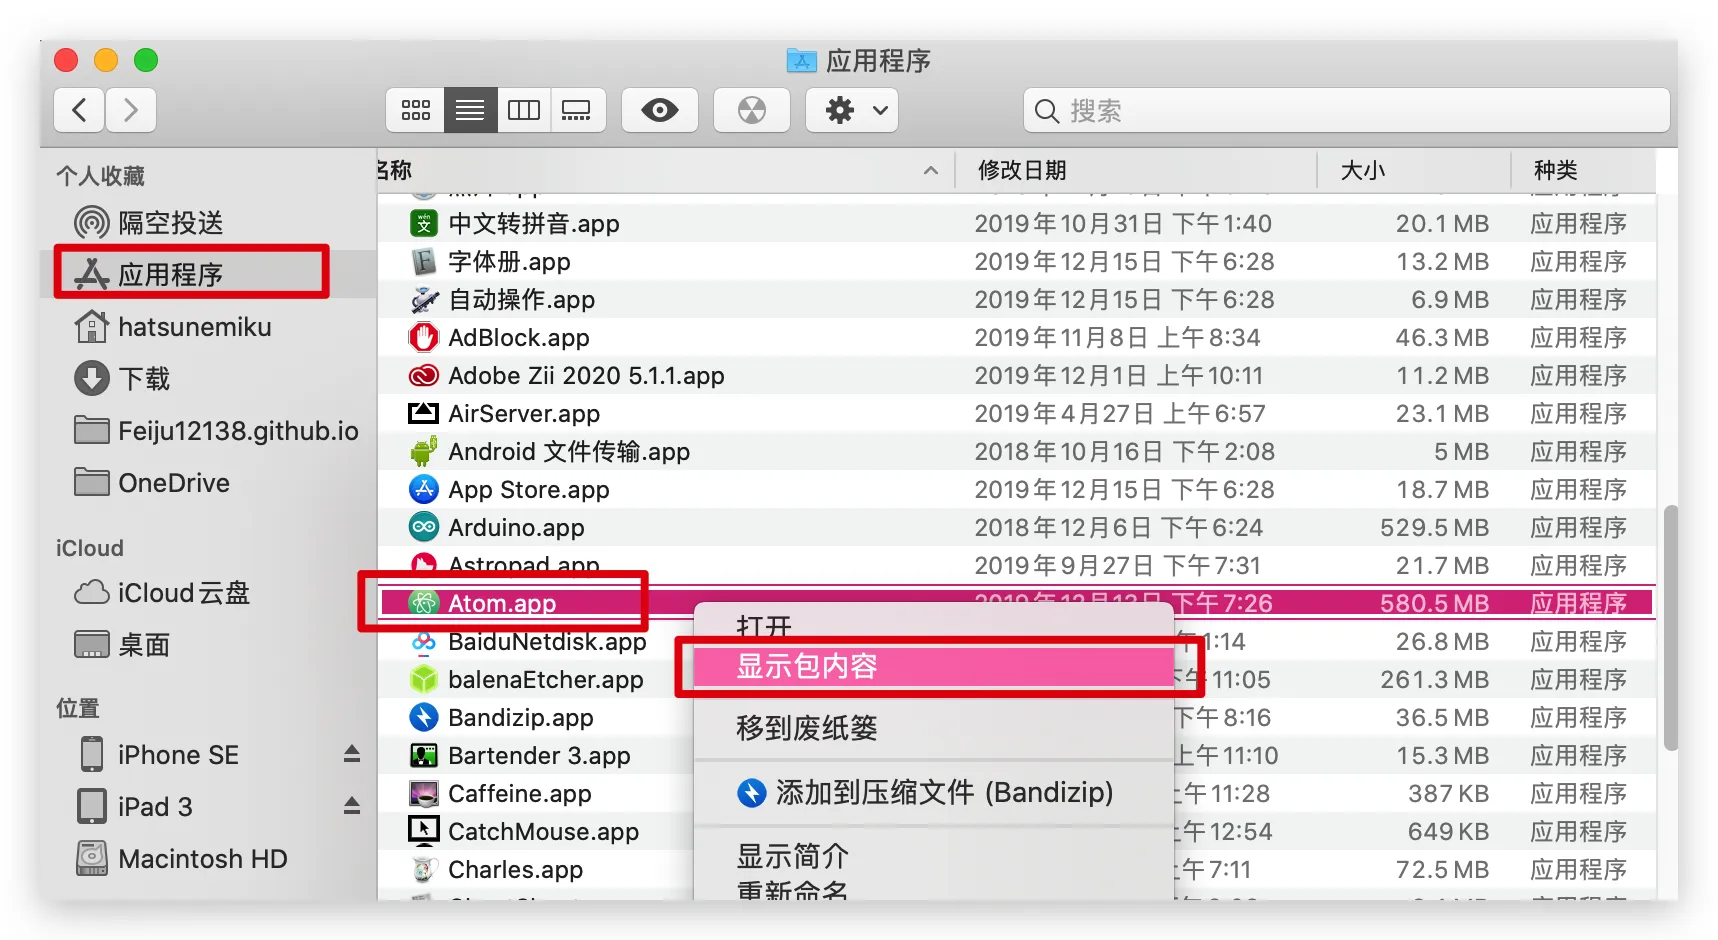 应用程序
搜索
个人收藏
隔空投送
应用程序
hatsunemiku
下载
Feiju12138.github.io
OneDrive
iCloud
iCloud云盘
桌面
位置
iPhone SE
iPad 3
Macintosh HD
名称 修改日期 大小 种类
中文转拼音.app 2019年10月31日 下午1:40 20.1 MB 应用程序
字体册.app 2019年12月15日 下午6:28 13.2 MB 应用程序
自动操作.app 2019年12月15日 下午6:28 6.9 MB 应用程序
AdBlock.app 2019年11月8日 上午8:34 46.3 MB 应用程序
Adobe Zii 2020 5.1.1.app 2019年12月1日 上午10:11 11.2 MB 应用程序
AirServer.app 2019年4月27日 上午6:57 23.1 MB 应用程序
Android 文件传输.app 2018年10月16日 下午2:08 5 MB 应用程序
App Store.app 2019年12月15日 下午6:28 18.7 MB 应用程序
Arduino.app 2018年12月6日 下午6:24 529.5 MB 应用程序
Astropad.app 2019年9月27日 下午7:31 21.7 MB 应用程序
Atom.app 下午7:26 580.5 MB 应用程序
BaiduNetdisk.app 午1:14 26.8 MB 应用程序
balenaEtcher.app 下午11:05 261.3 MB 应用程序
Bandizip.app 下午8:16 36.5 MB 应用程序
Bartender 3.app 上午11:10 15.3 MB 应用程序
Caffeine.app 上午11:28 387 KB 应用程序
CatchMouse.app 上午12:54 649 KB 应用程序
Charles.app 上午7:11 72.5 MB 应用程序
打开
显示包内容
移到废纸篓
添加到压缩文件 (Bandizip)
显示简介
重新命名